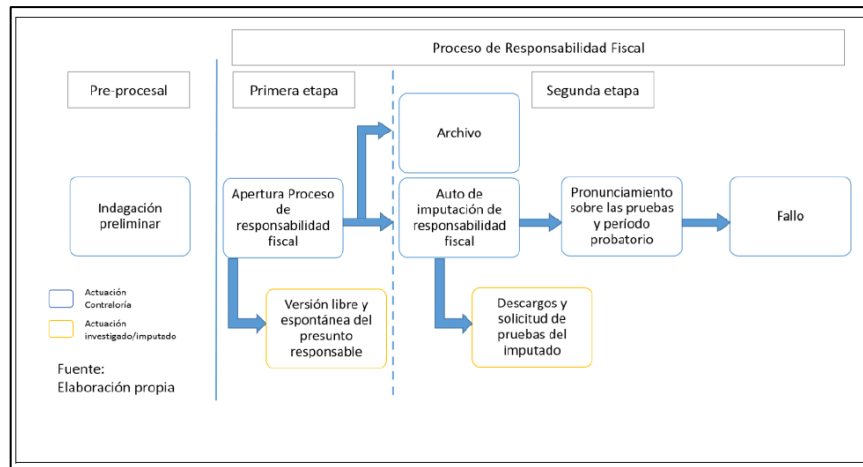 Proceso de Responsabilidad Fiscal
Pre-procesal
Primera etapa
Segunda etapa
Archivo
Indagación
preliminar
Apertura Proceso
de
responsabilidad
fiscal
Auto de
imputación de
responsabilidad
fiscal
Pronunciamiento
sobre las pruebas
y período
probatorio
Fallo
Actuación
Contraloría
Actuación
investigado/imputado
Versión libre y
espontánea del
presunto
responsable
Descargos y
solicitud de
pruebas del
imputado
Fuente:
Elaboración propia